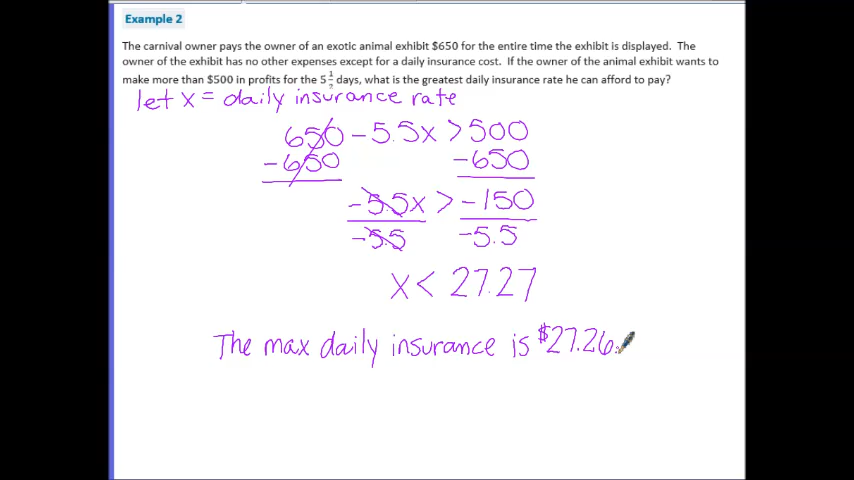 Example 2
The carnival owner pays the owner of an exotic animal exhibit $650 for the entire time the exhibit is displayed. The
owner of the exhibit has no other expenses except for a daily insurance cost. If the owner of the animal exhibit wants to
make more than $500 in profits for the 5 1/2 days, what is the greatest daily insurance rate he can afford to pay?
let x = daily insurance rate
650 - 5.5x > 500
-650 -650
-5.5x > -150
-5.5 -5.5
x < 27.27
The max daily insurance is $27.26.